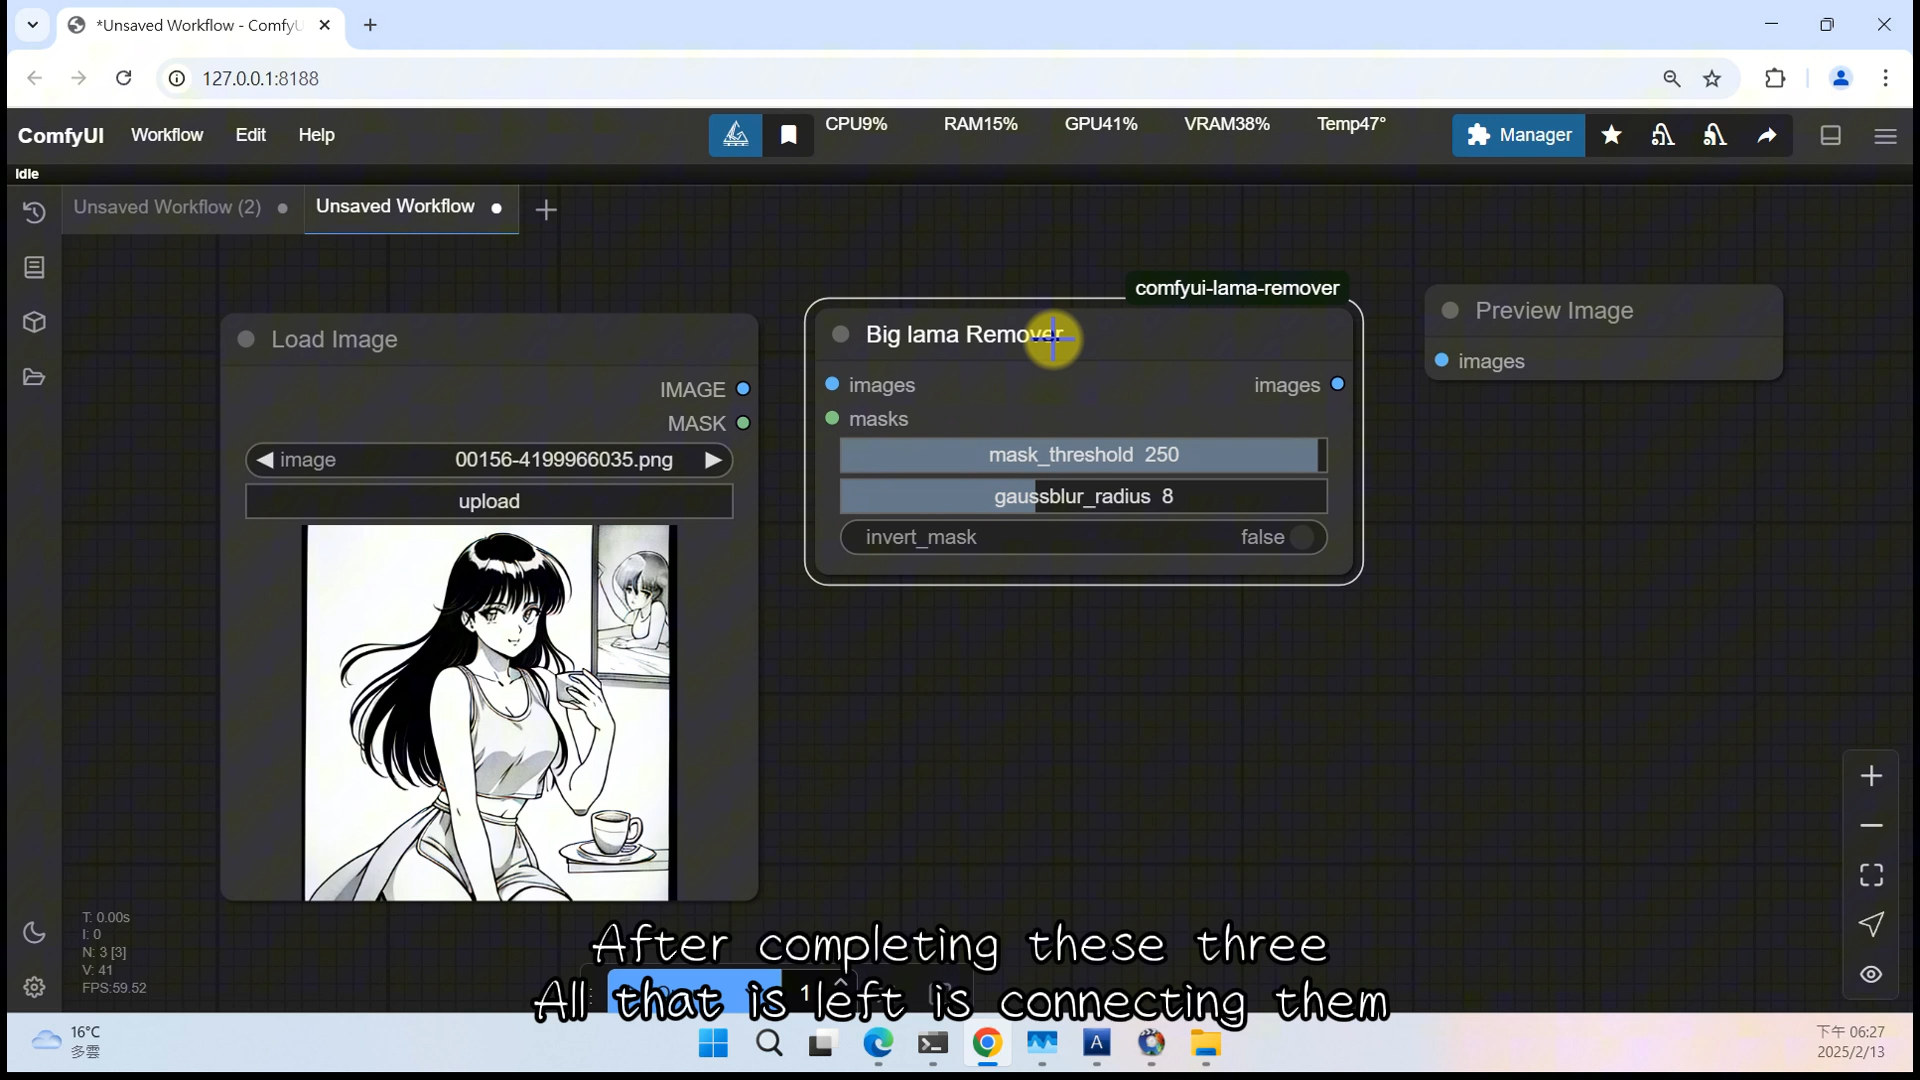 *Unsaved Workflow - ComfyU
127.0.0.1:8188
ComfyUI
Workflow
Edit
Help
CPU9%
RAM15%
GPU41%
VRAM38%
Temp47°
Manager
Idle
Unsaved Workflow (2)
Unsaved Workflow
comfyui-lama-remover
Load Image
IMAGE
MASK
image 00156-4199966035.png
upload
Big lama Remover
images images
masks
mask_threshold 250
gaussblur_radius 8
invert_mask false
Preview Image
images
T: 0.00s
I: 0
N: 3 [3]
V: 41
FPS:59.52
1
After completing these three
All that is left is connecting them
16°C
多雲
A
下午 06:27
2025/2/13